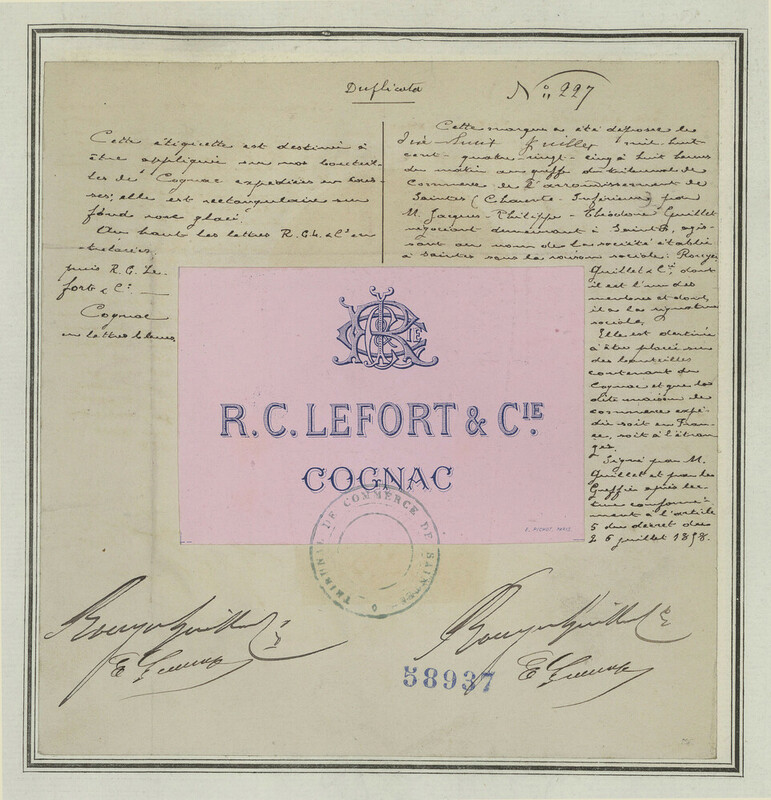 Duplicata
N° 227
Cette étiquette est destinée à
être appliquée sur nos bouteil-
les de Cognac expédiées en cais-
ses; elle est rectangulaire sur
fond rose glacé.
En haut les lettres R.C.L. & Cie en-
trelacées.
puis R.C. Le-
fort & Cie
Cognac
en lettres bleues
Cette marque a été déposée le
huit juillet mil huit
cent quatre vingt-cinq à huit heures
du matin au greffe du tribunal de
Commerce de l'arrondissement de
Saintes (Charente-Inférieure) par
M. Jacques-Philippe-Théodore Guillet
négociant demeurant à Saintes, agis-
sant au nom de la société établie
à Saintes sous la raison sociale: Rouyer
Guillet & Cie, dont
il est l'un des
membres et dont
il a la signature
sociale.
Elle est destinée
à être placée sur
des bouteilles
contenant du
Cognac et que la
dite maison de
commerce expé-
die soit en Fran-
ce, soit à l'étran-
ger.
Signé par M.
Guillet et par le
Greffier après lec-
ture conformé-
ment à l'article
5 du décret du
26 juillet 1858.
R.C. LEFORT & CIE.
COGNAC
E. PICHOT, PARIS
TRIBUNAL DE COMMERCE DE SAINTES
Rouyer Guillet & Cie
Rouyer Guillet & Cie
58937